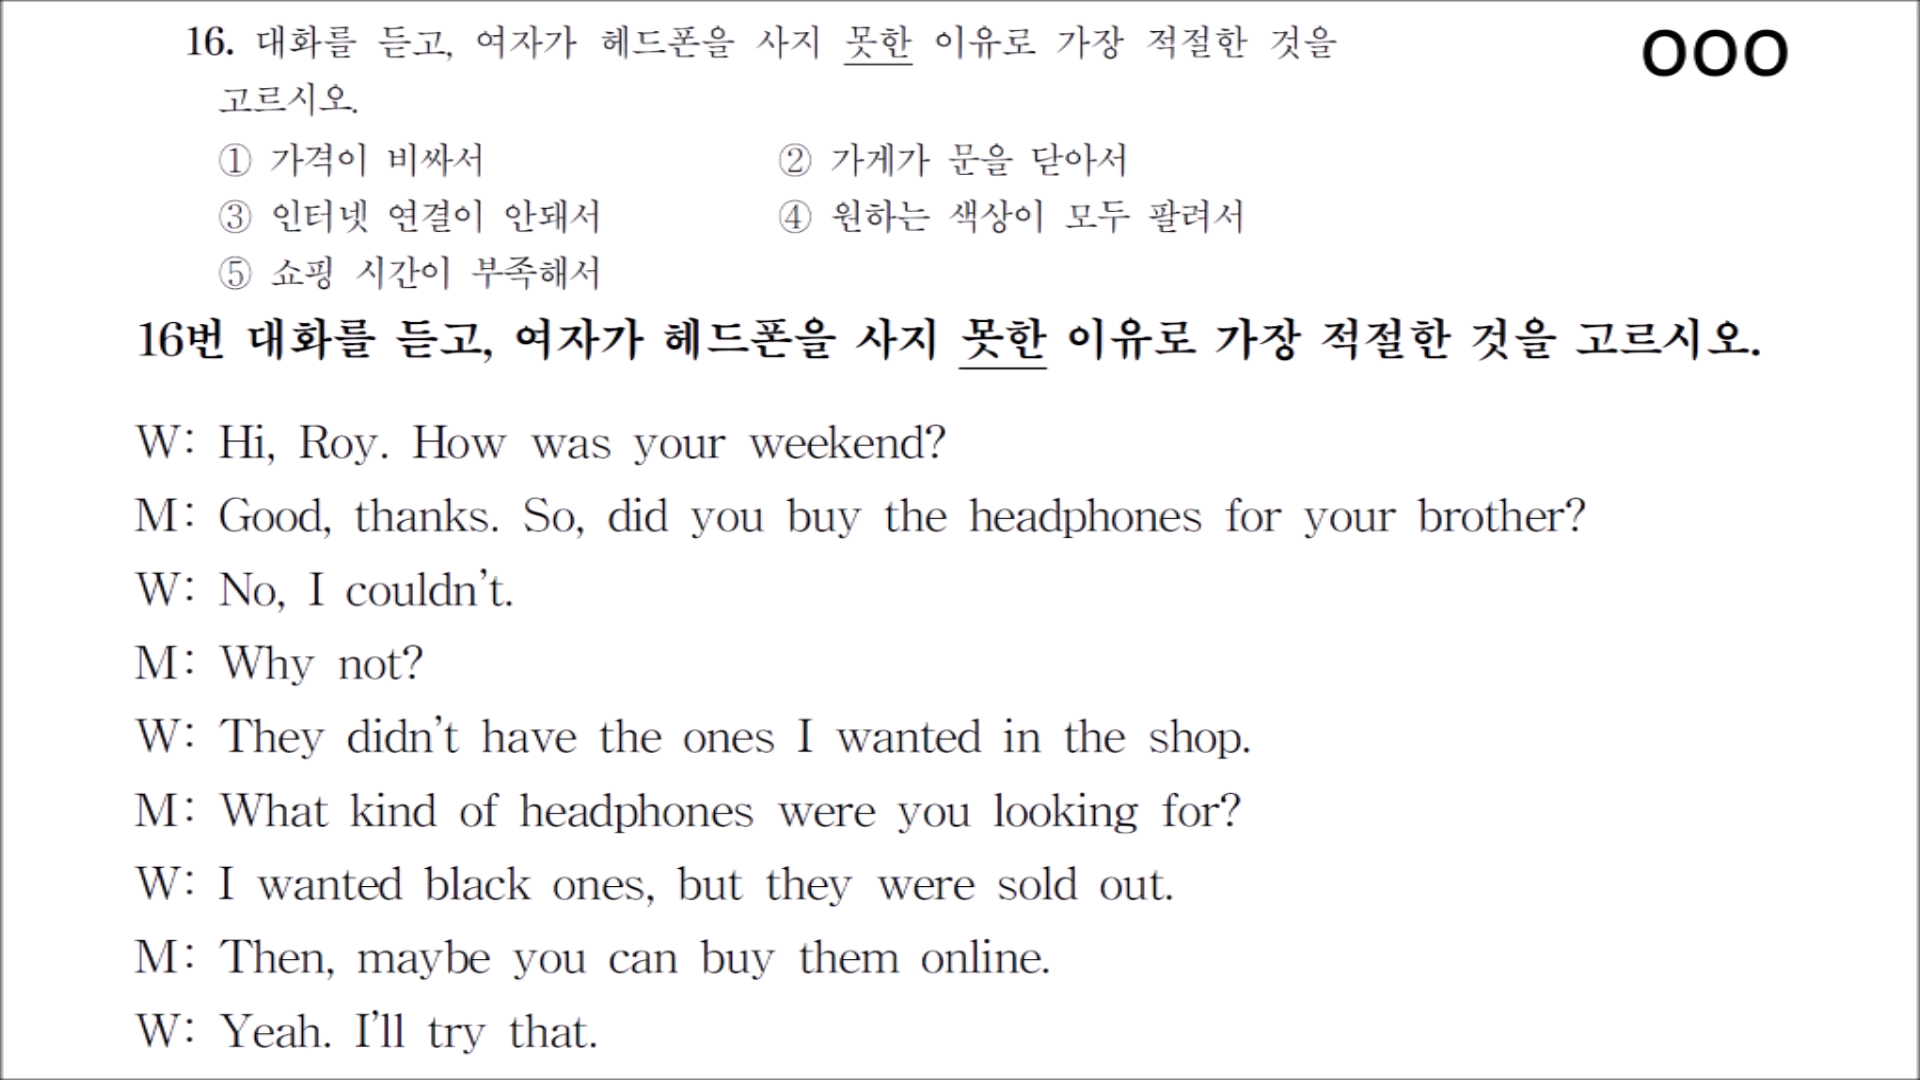 16. 대화를 듣고, 여자가 헤드폰을 사지 못한 이유로 가장 적절한 것을
OOO
고르시오.
① 가격이 비싸서 ② 가게가 문을 닫아서
③ 인터넷 연결이 안돼서 ④ 원하는 색상이 모두 팔려서
⑤ 쇼핑 시간이 부족해서
16번 대화를 듣고, 여자가 헤드폰을 사지 못한 이유로 가장 적절한 것을 고르시오.
W: Hi, Roy. How was your weekend?
M: Good, thanks. So, did you buy the headphones for your brother?
W: No, I couldn't.
M: Why not?
W: They didn't have the ones I wanted in the shop.
M: What kind of headphones were you looking for?
W: I wanted black ones, but they were sold out.
M: Then, maybe you can buy them online.
W: Yeah. I'll try that.